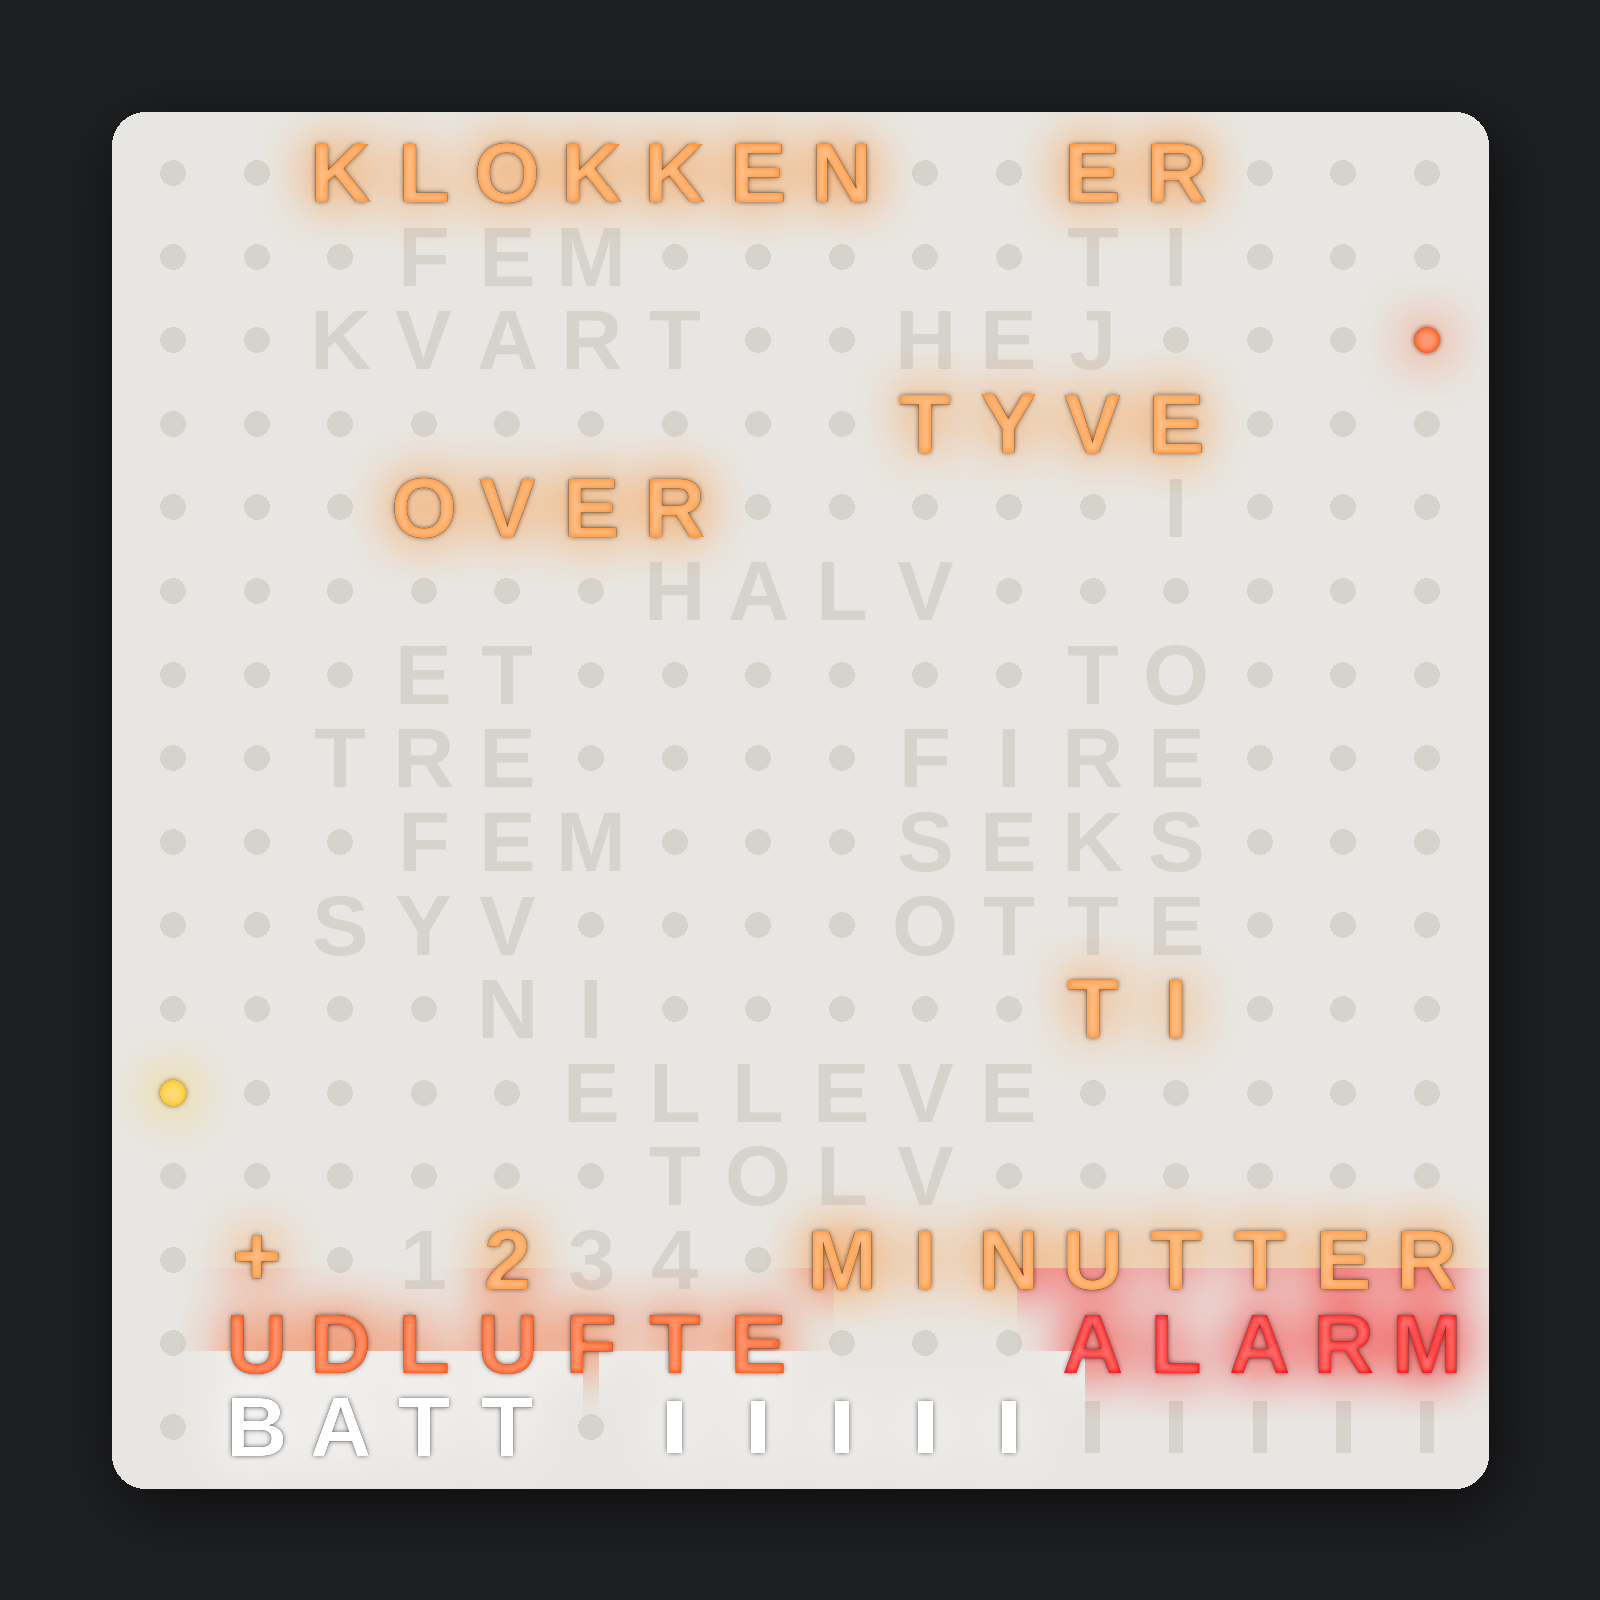 KLOKKEN ER
FEM TI
KVART HEJ
TYVE
OVER I
HALV
ET TO
TRE FIRE
FEM SEKS
SYV OTTE
NI TI
ELLEVE
TOLV
+ 1 2 3 4 MINUTTER
UDLUFTE ALARM
BATT I I I I I I I I I I